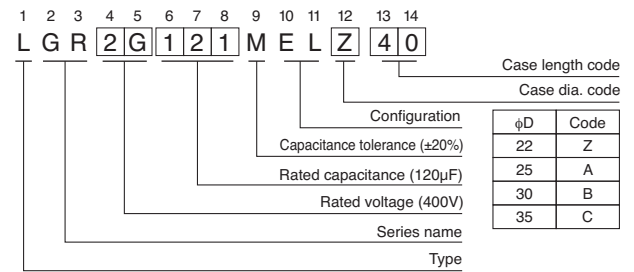 1 2 3 4 5 6 7 8 9 10 11 12 13 14
L G R 2 G 1 2 1 M E L Z 4 0
Case length code
Case dia. code
Configuration
Capacitance tolerance (±20%)
Rated capacitance (120µF)
Rated voltage (400V)
Series name
Type
ϕD Code
22 Z
25 A
30 B
35 C